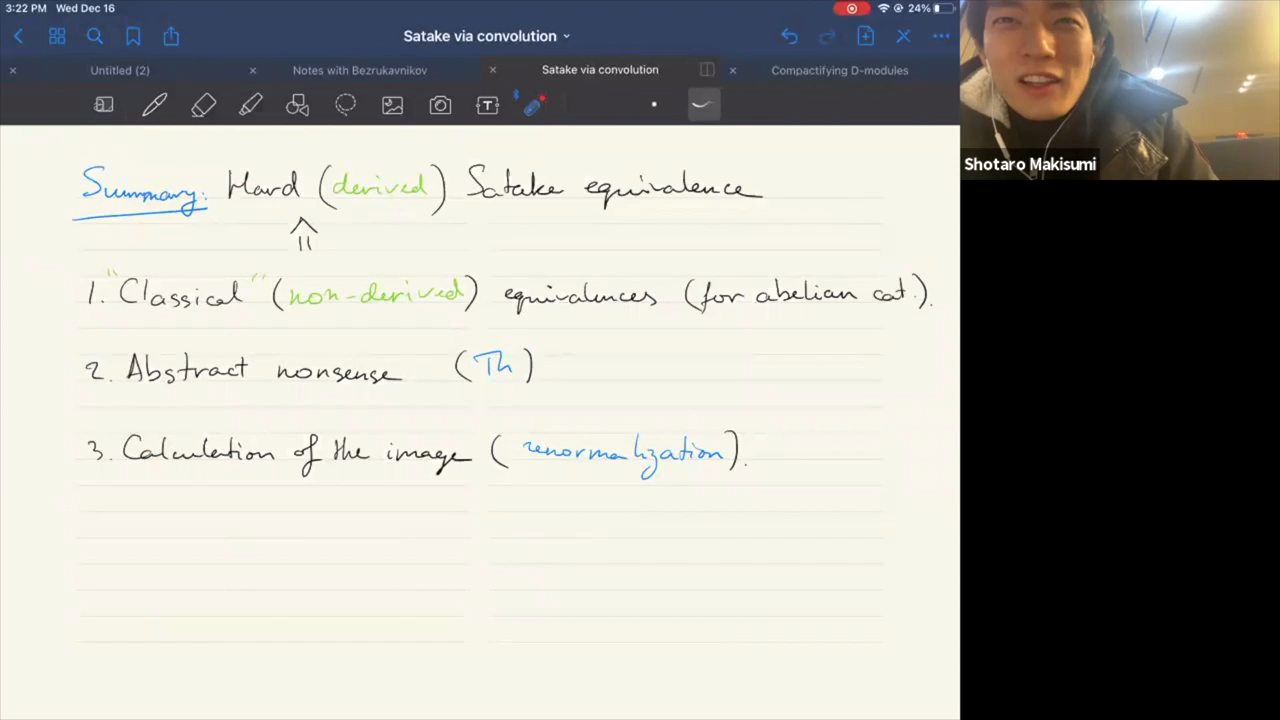 3:22 PM Wed Dec 16
24%
Satake via convolution
Untitled (2)
Notes with Bezrukavnikov
Satake via convolution
Compactifying D-modules
Shotaro Makisumi
Summary: Hard (derived) Satake equivalence
⇑
1. "Classical" (non-derived) equivalences (for abelian cat.).
2. Abstract nonsense (Th)
3. Calculation of the image (renormalization).